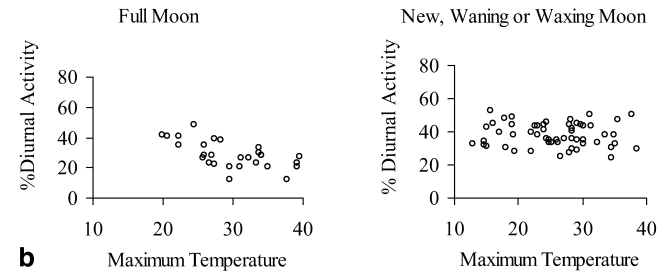 Full Moon
%Diurnal Activity
80
60
40
20
0
10 20 30 40
Maximum Temperature
b
New, Waning or Waxing Moon
% Diurnal Activity
80
60
40
20
0
10 20 30 40
Maximum Temperature